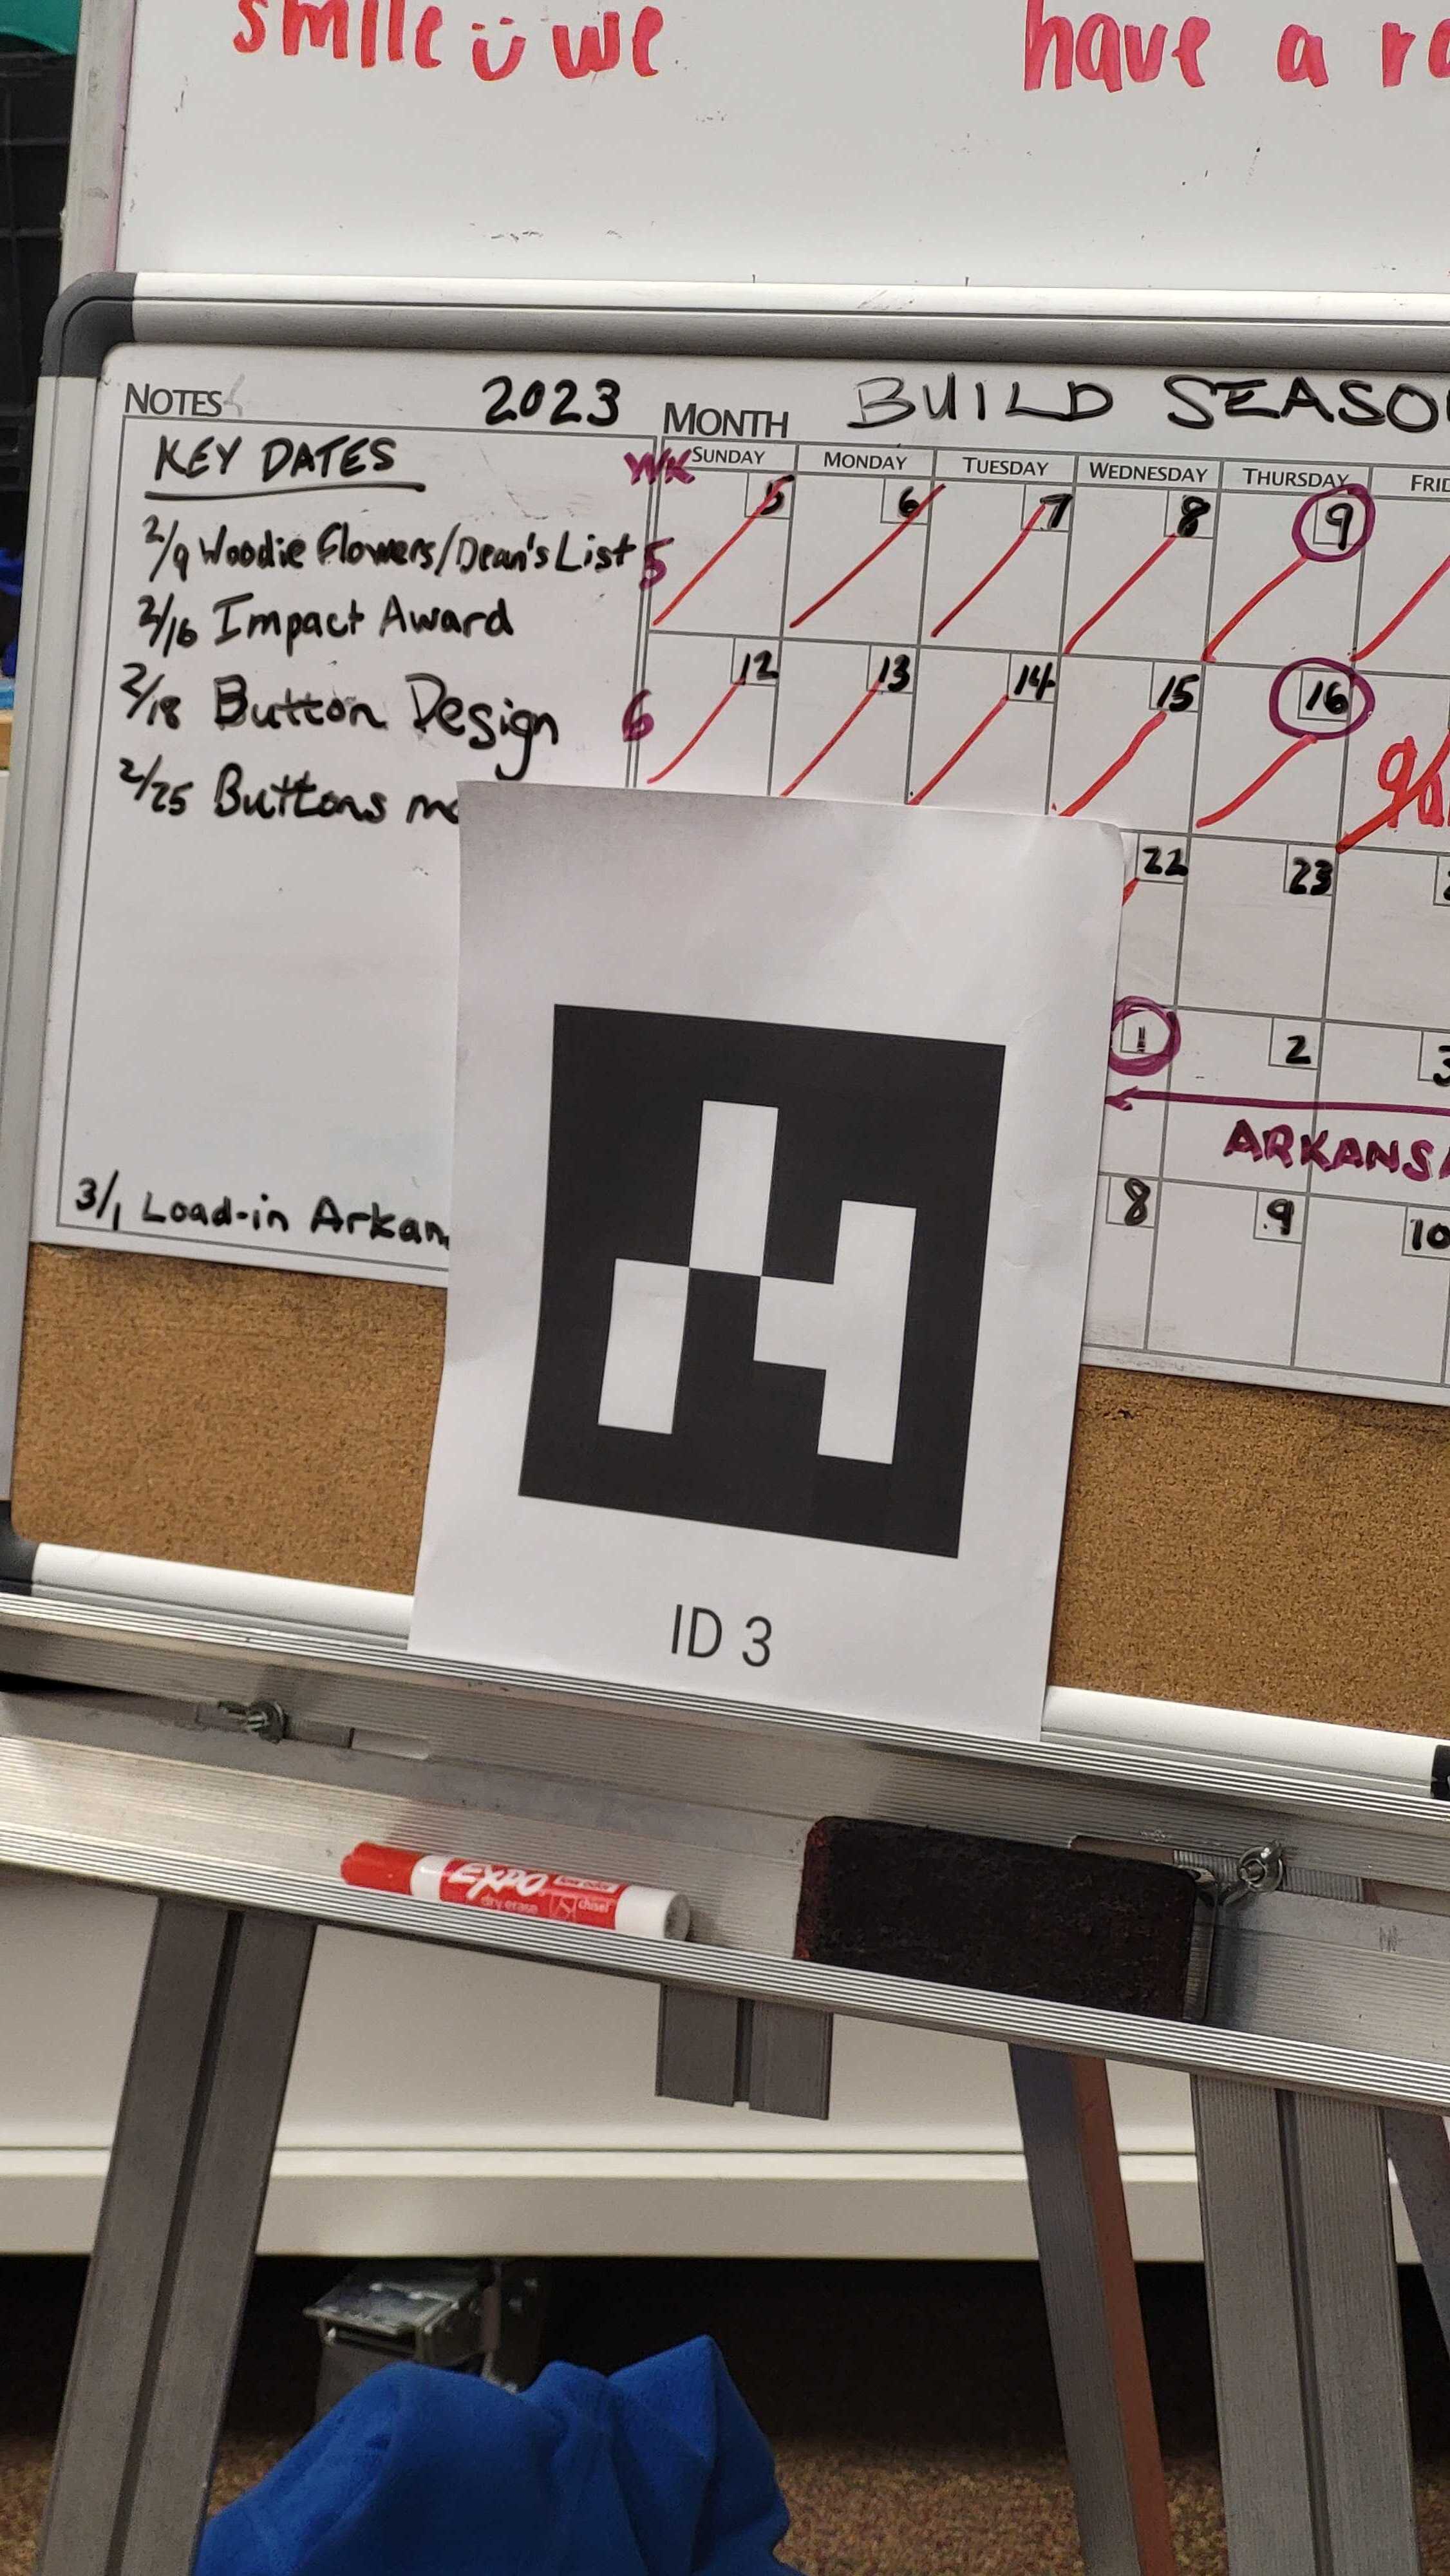 smile we have a
NOTES 2023 MONTH BUILD SEASO
KEY DATES
2/9 Woodie Flowers/Dean's List
2/16 Impact Award
2/18 Button Design
2/25 Buttons
3/1 Load-in Arkan
WK SUNDAY MONDAY TUESDAY WEDNESDAY THURSDAY FRID
5 5 6 7 8 9
6 12 13 14 15 16
22 23
1 2 3
ARKANSA
8 9 10
ID 3
EXPO low odor
dry erase chisel